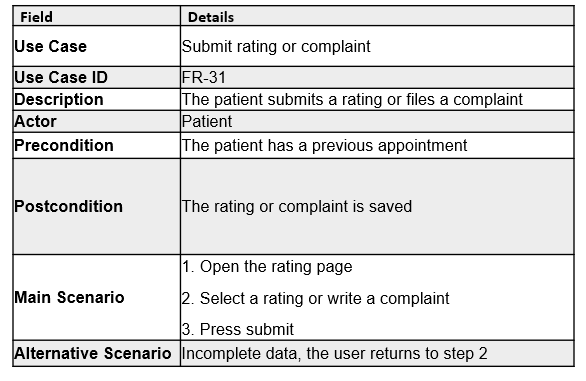 Field Details
Use Case Submit rating or complaint
Use Case ID FR-31
Description The patient submits a rating or files a complaint
Actor Patient
Precondition The patient has a previous appointment
Postcondition The rating or complaint is saved
Main Scenario
1. Open the rating page
2. Select a rating or write a complaint
3. Press submit
Alternative Scenario Incomplete data, the user returns to step 2